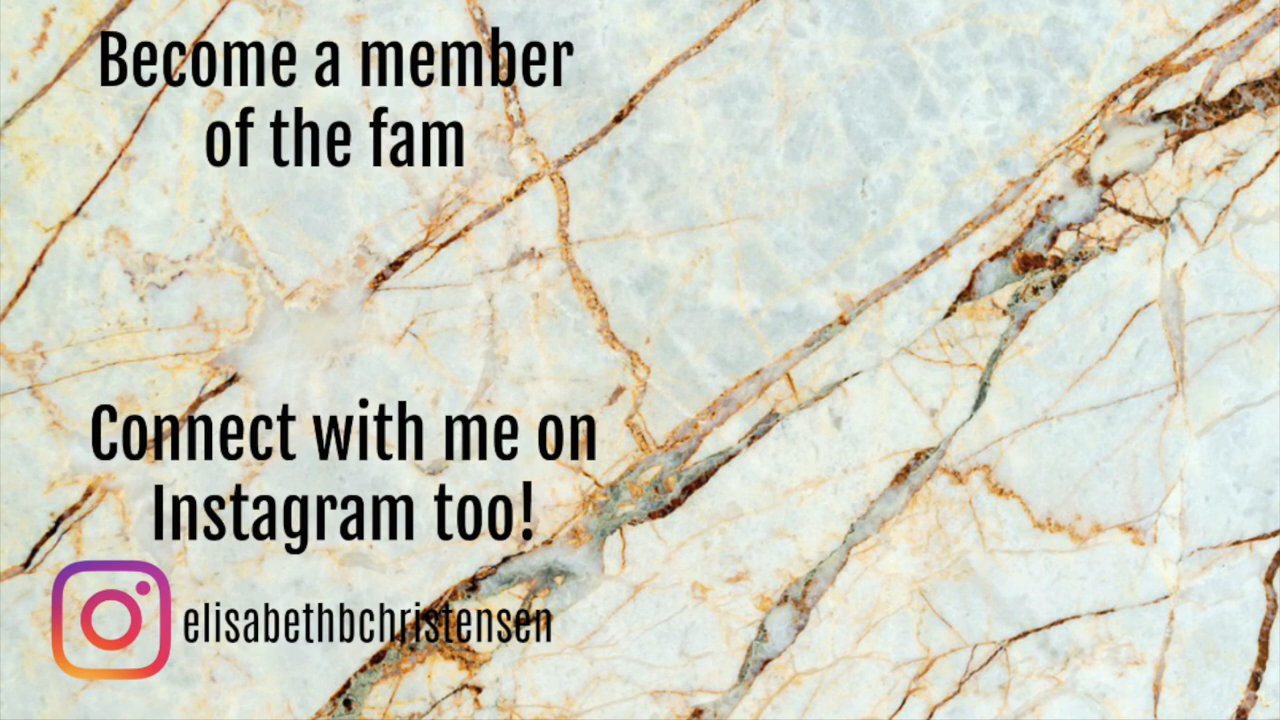 Become a member
of the fam
Connect with me on
Instagram too!
elisabethbchristensen